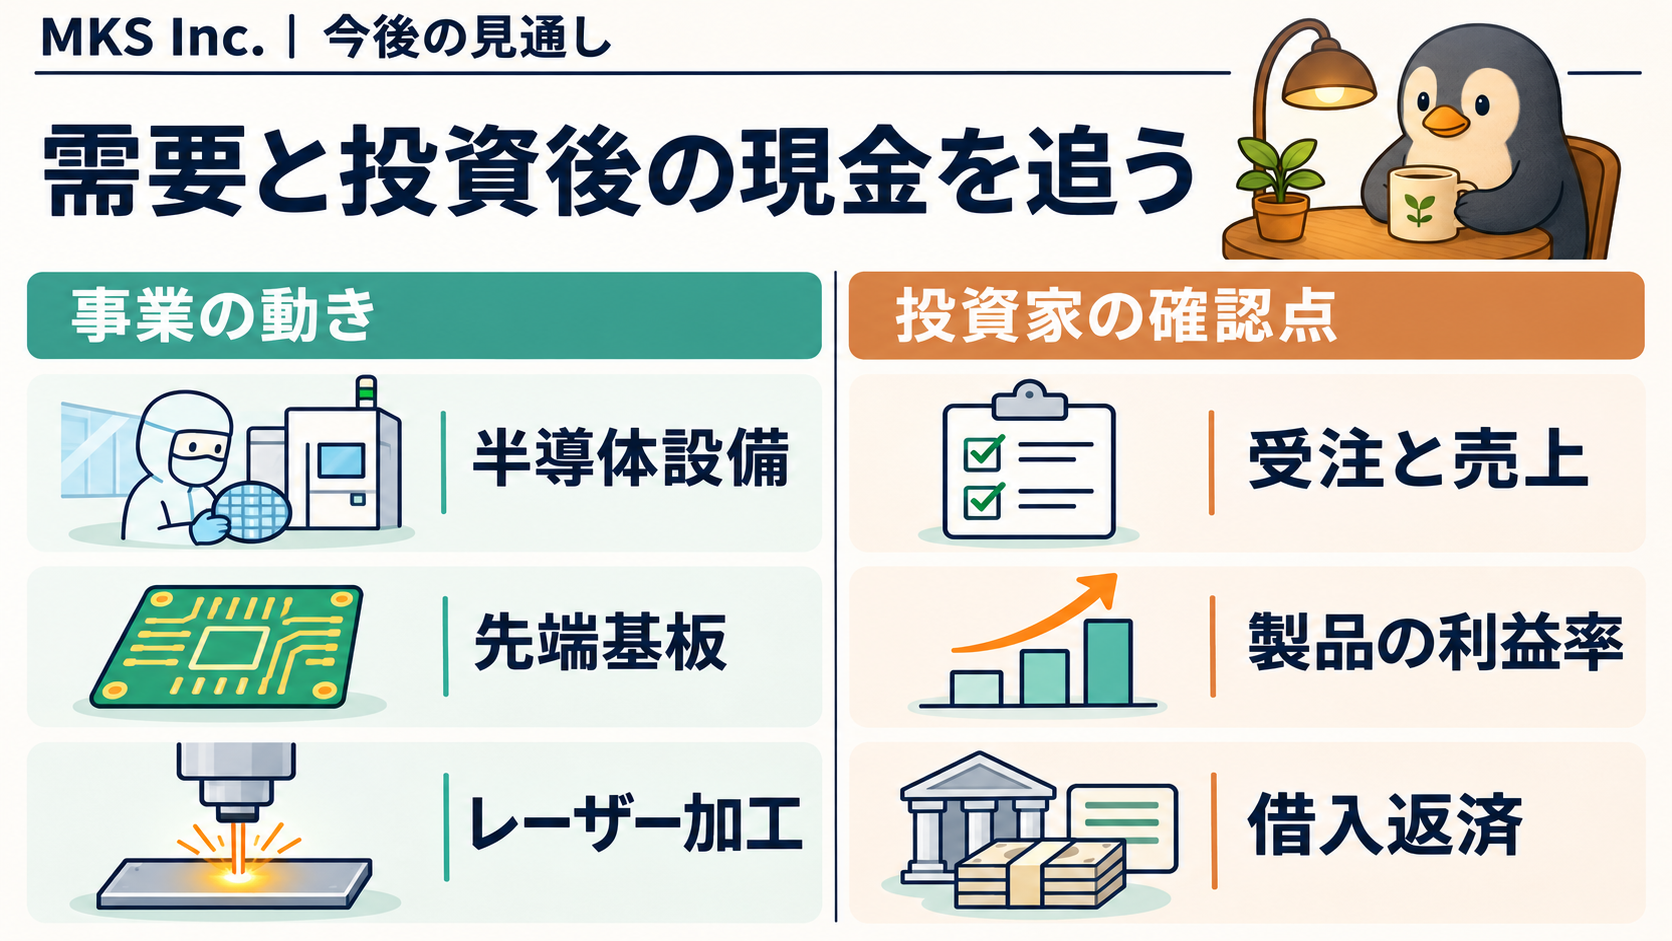 MKS Inc.| 今後の見通し
需要と投資後の現金を追う
事業の動き
半導体設備
先端基板
レーザー加工
投資家の確認点
受注と売上
製品の利益率
借入返済